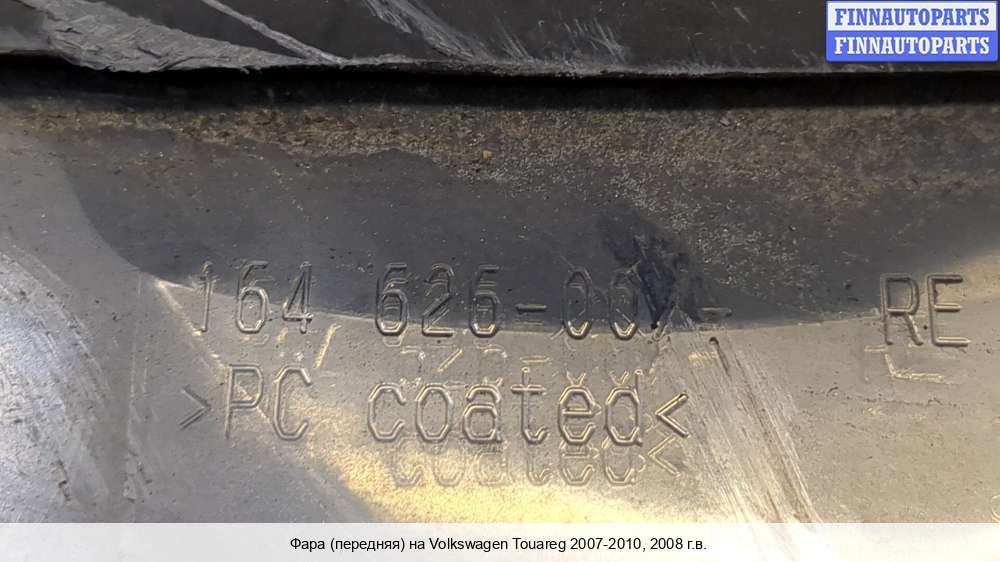 FINNAUTOPARTS
FINNAUTOPARTS
164 626-00 - RE
>PC coated<
Фара (передняя) на Volkswagen Touareg 2007-2010, 2008 г.в.